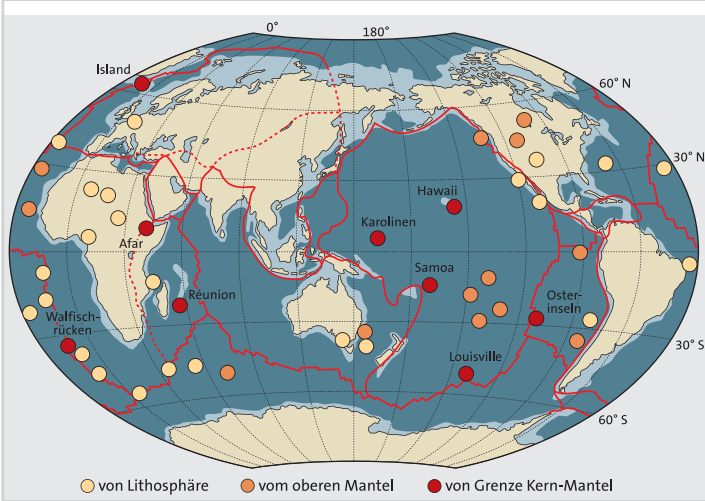 0°
180°
Island
60° N
30° N
Hawaii
Karolinen
Afar
Samoa
Réunion
Oster-
inseln
Walfisch-
rücken
30° S
Louisville
60° S
von Lithosphäre
vom oberen Mantel
von Grenze Kern-Mantel